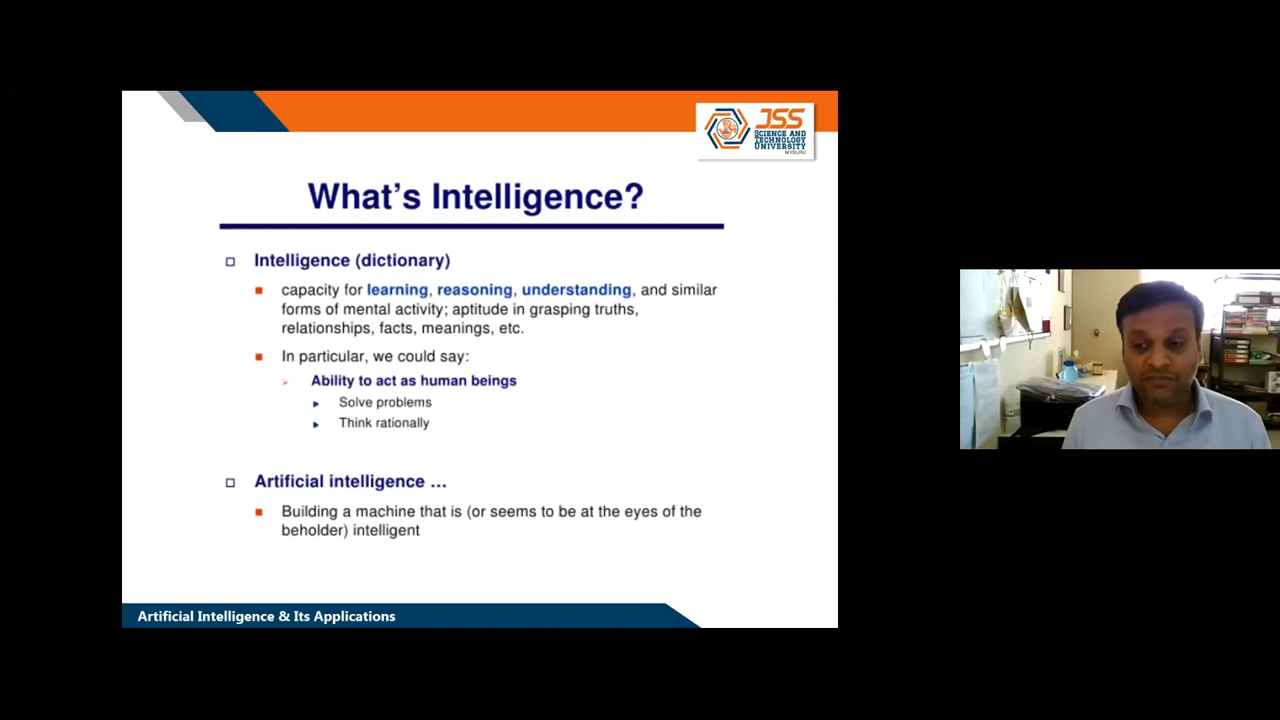 JSS
SCIENCE AND
TECHNOLOGY
UNIVERSITY
MYSURU
What's Intelligence?
Intelligence (dictionary)
capacity for learning, reasoning, understanding, and similar
forms of mental activity; aptitude in grasping truths,
relationships, facts, meanings, etc.
In particular, we could say:
Ability to act as human beings
Solve problems
Think rationally
Artificial intelligence …
Building a machine that is (or seems to be at the eyes of the
beholder) intelligent
Artificial Intelligence & Its Applications